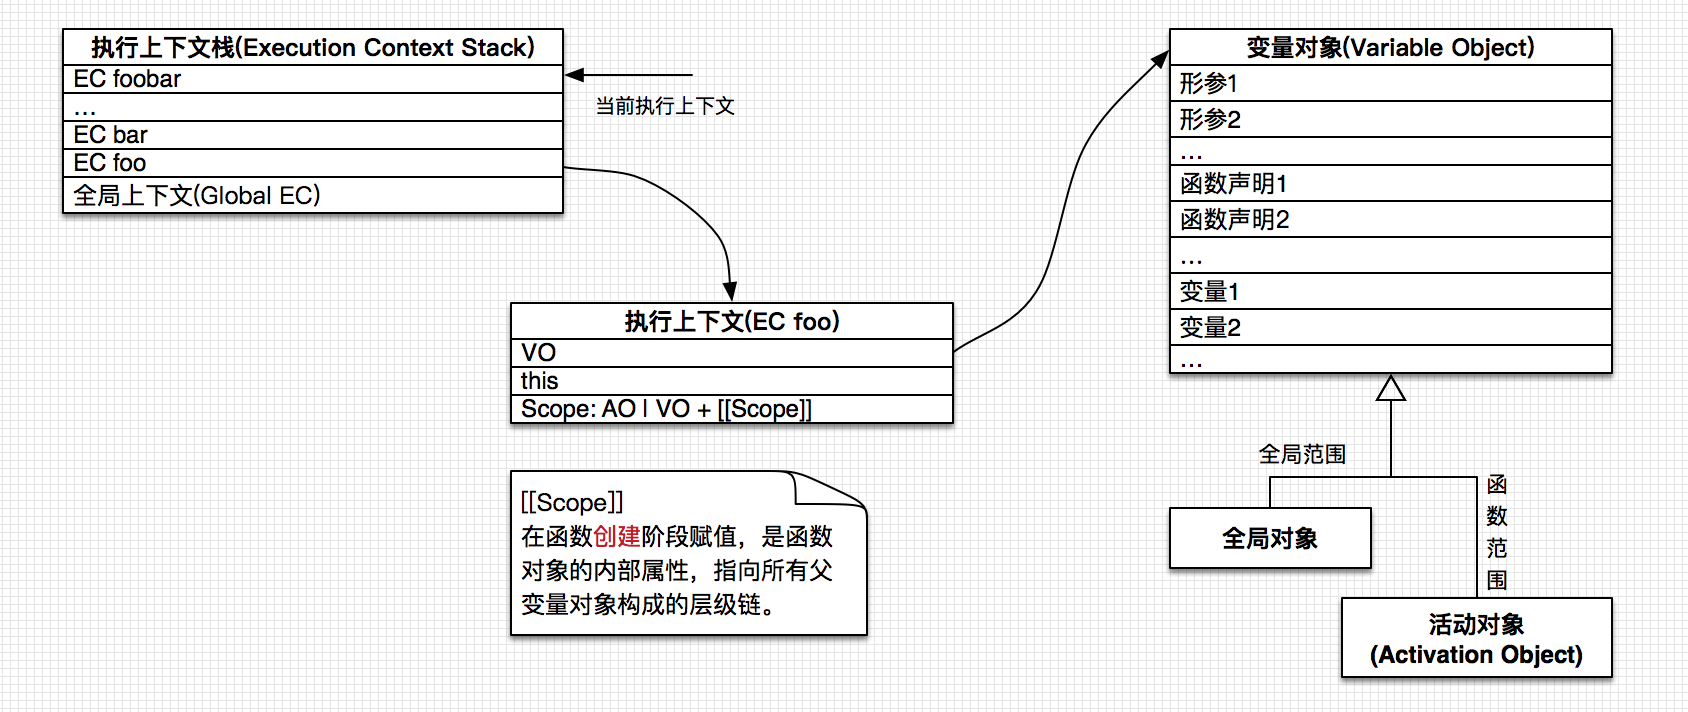 执行上下文栈(Execution Context Stack)
EC foobar
...
EC bar
EC foo
全局上下文(Global EC)
当前执行上下文
执行上下文(EC foo)
VO
this
Scope: AO | VO + [[Scope]]
[[Scope]]
在函数创建阶段赋值，是函数
对象的内部属性，指向所有父
变量对象构成的层级链。
变量对象(Variable Object)
形参1
形参2
...
函数声明1
函数声明2
...
变量1
变量2
...
全局范围
函数范围
全局对象
活动对象
(Activation Object)